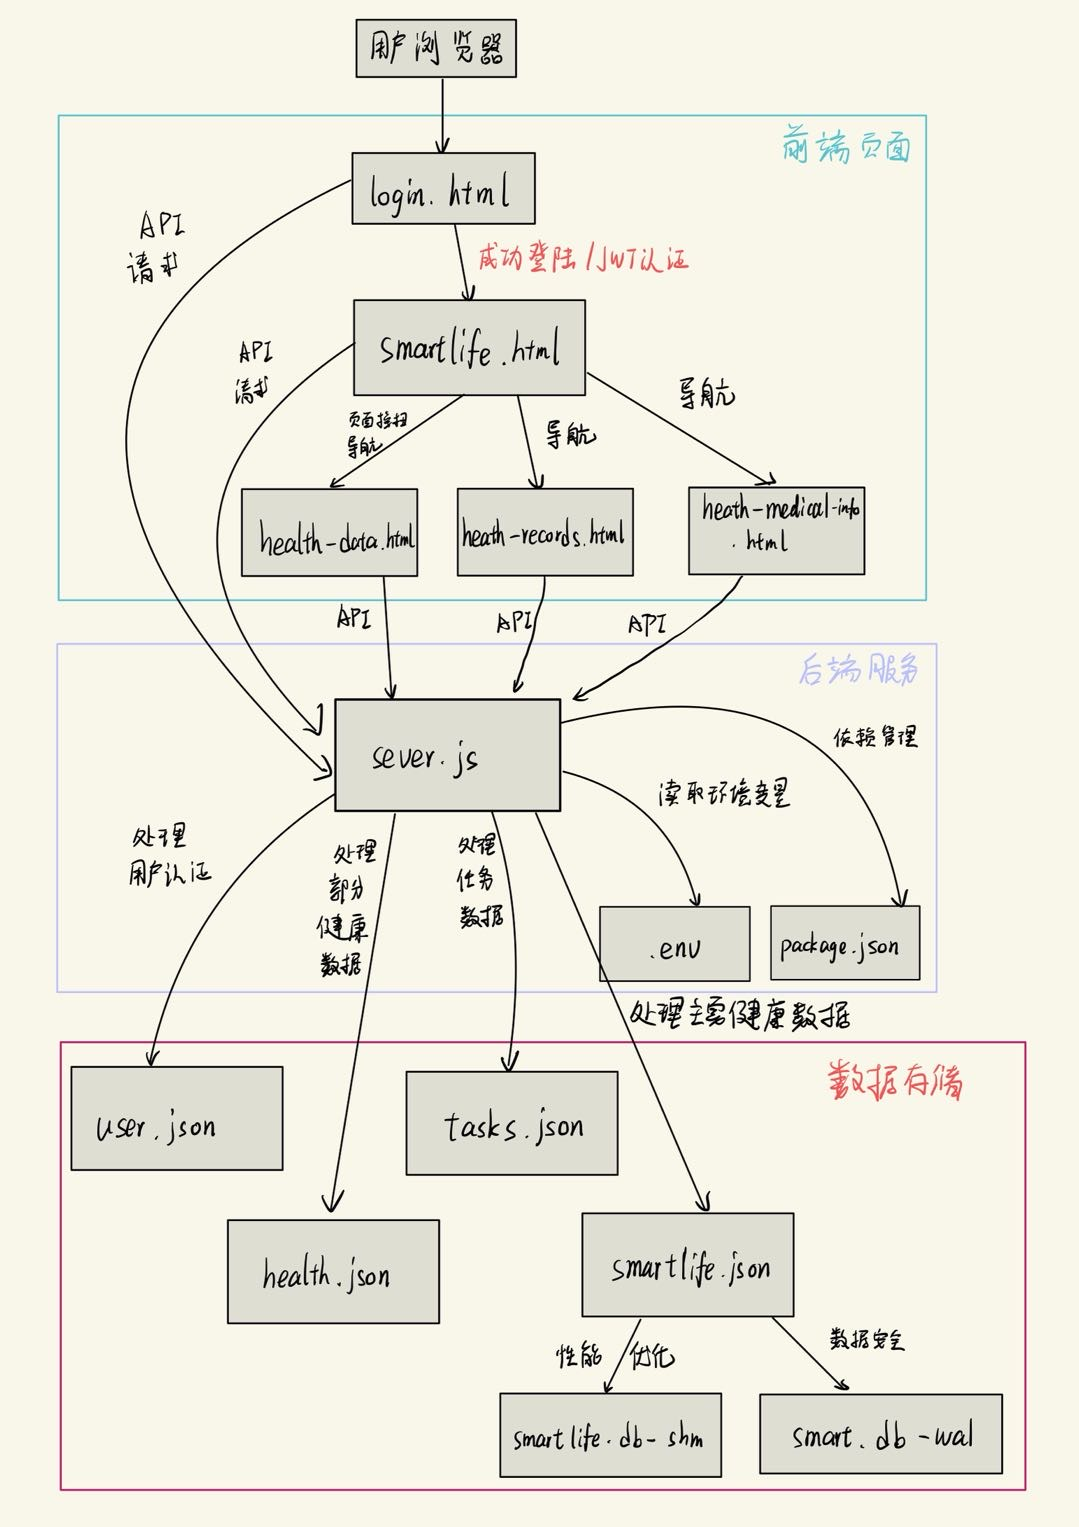 用户浏览器
前端页面
login.html
API
请求
成功登陆/JWT认证
smartlife.html
API
请求
页面按扭
导航
导航
导航
health-data.html
heath-records.html
heath-medical-info
.html
API
API
API
后端服务
sever.js
依赖管理
读取环境变量
处理
用户认证
处理
部分
健康
数据
处理
任务
数据
.env
package.json
处理主要健康数据
数据存储
user.json
tasks.json
health.json
smartlife.json
性能 优化
数据安全
smartlife.db-shm
smart.db-wal